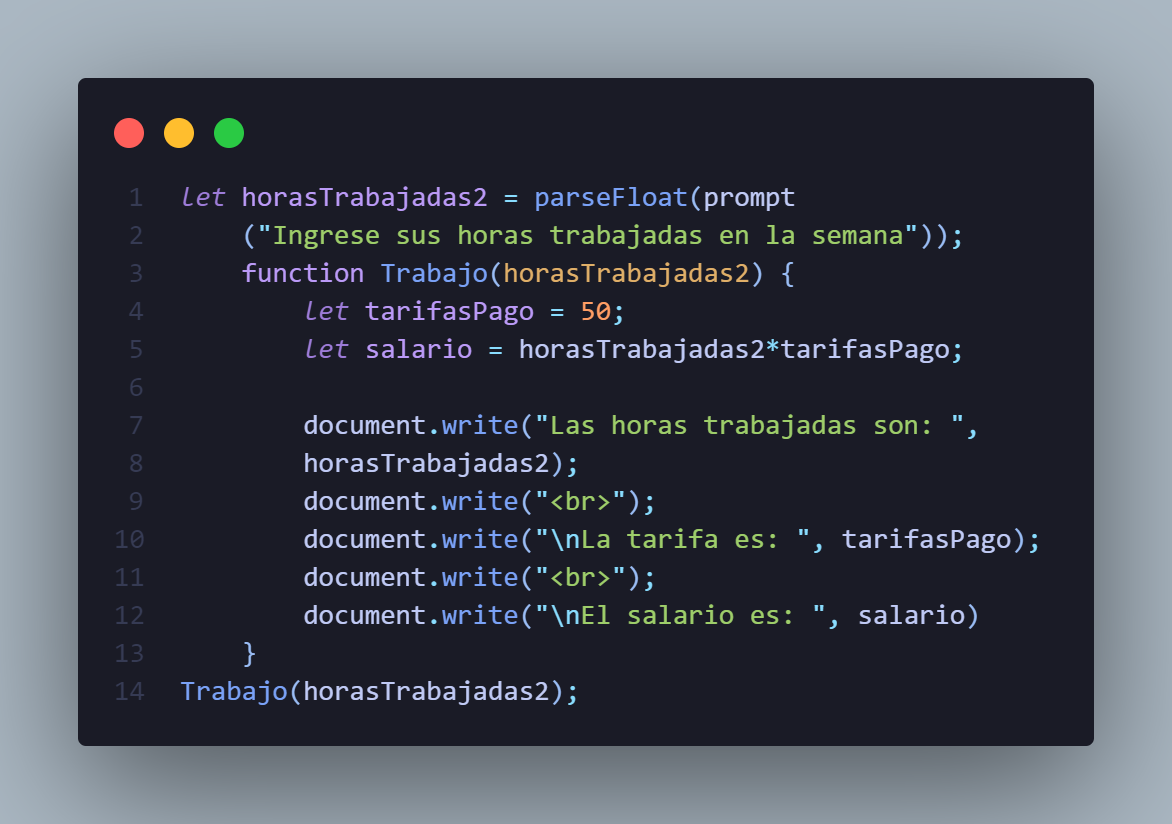 1 let horasTrabajadas2 = parseFloat(prompt
2 ("Ingrese sus horas trabajadas en la semana"));
3 function Trabajo(horasTrabajadas2) {
4 let tarifasPago = 50;
5 let salario = horasTrabajadas2*tarifasPago;
6
7 document.write("Las horas trabajadas son: ",
8 horasTrabajadas2);
9 document.write("<br>");
10 document.write("\nLa tarifa es: ", tarifasPago);
11 document.write("<br>");
12 document.write("\nEl salario es: ", salario)
13 }
14 Trabajo(horasTrabajadas2);